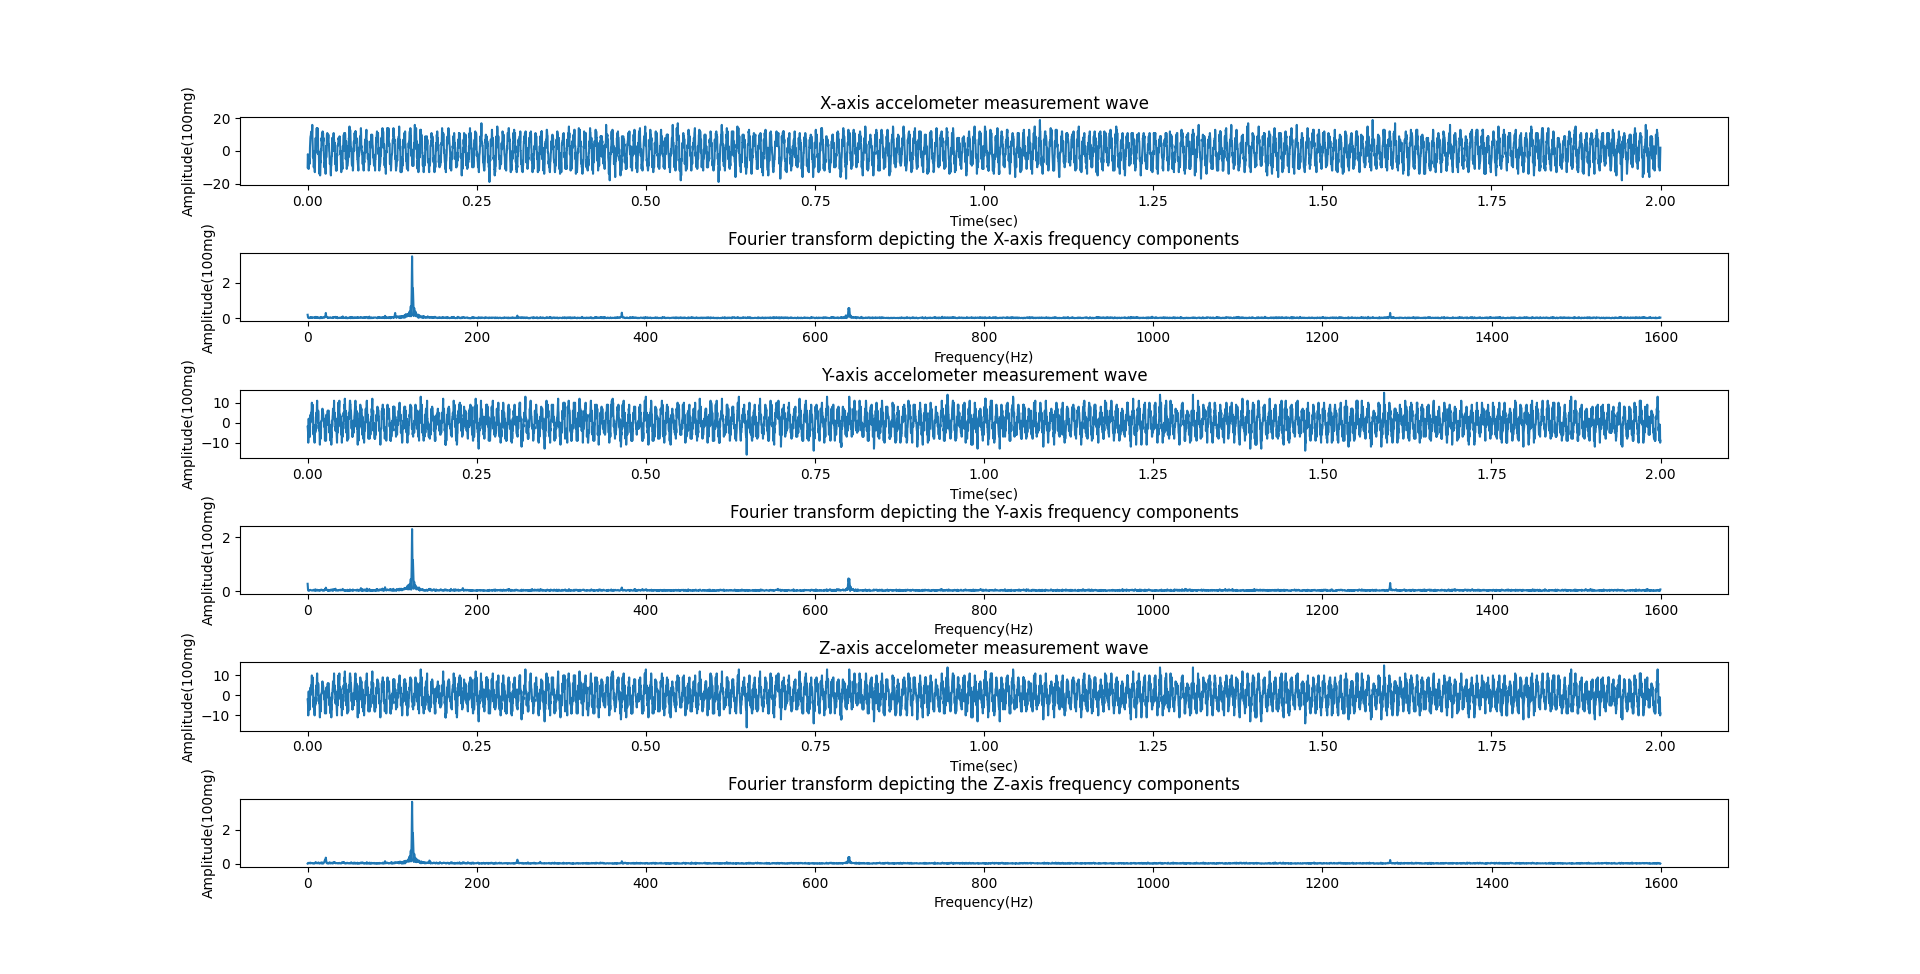 X-axis accelometer measurement wave
Amplitude(100mg)
20
0
−20
0.00 0.25 0.50 0.75 1.00 1.25 1.50 1.75 2.00
Time(sec)
Fourier transform depicting the X-axis frequency components
Amplitude(100mg)
2
0
0 200 400 600 800 1000 1200 1400 1600
Frequency(Hz)
Y-axis accelometer measurement wave
Amplitude(100mg)
10
0
−10
0.00 0.25 0.50 0.75 1.00 1.25 1.50 1.75 2.00
Time(sec)
Fourier transform depicting the Y-axis frequency components
Amplitude(100mg)
2
0
0 200 400 600 800 1000 1200 1400 1600
Frequency(Hz)
Z-axis accelometer measurement wave
Amplitude(100mg)
10
0
−10
0.00 0.25 0.50 0.75 1.00 1.25 1.50 1.75 2.00
Time(sec)
Fourier transform depicting the Z-axis frequency components
Amplitude(100mg)
2
0
0 200 400 600 800 1000 1200 1400 1600
Frequency(Hz)